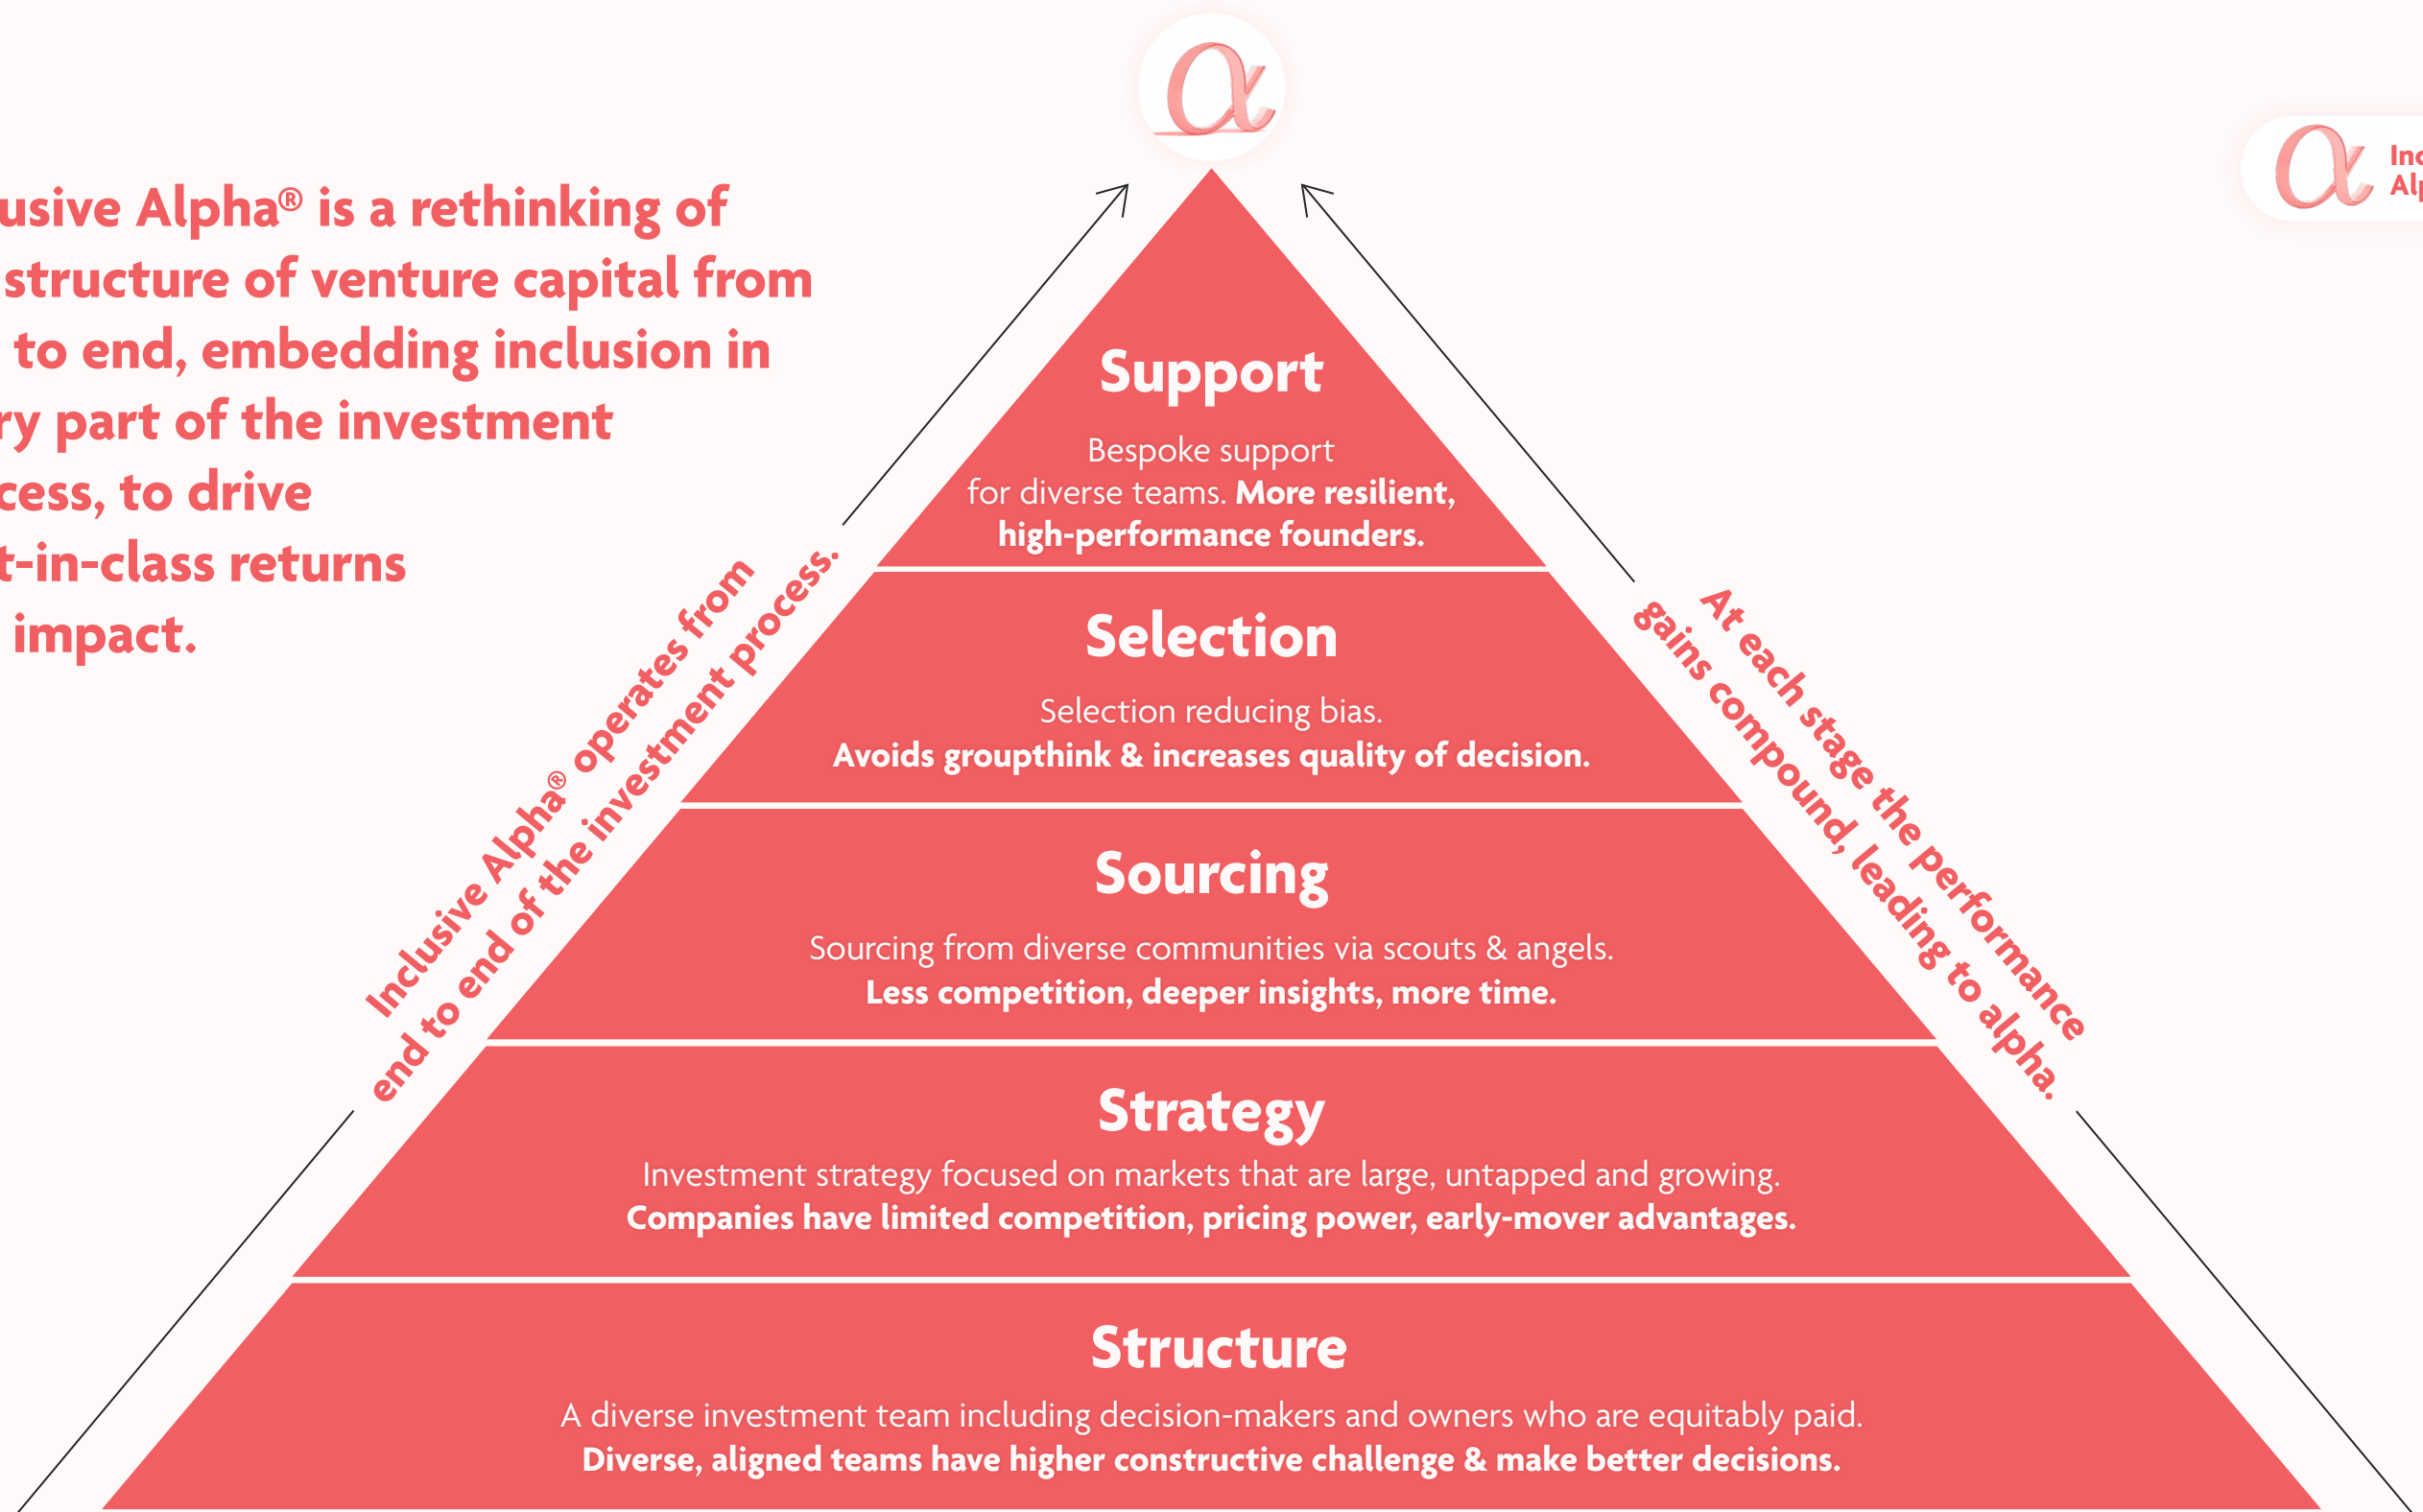 α
usive Alpha® is a rethinking of
structure of venture capital from
to end, embedding inclusion in
ry part of the investment
cess, to drive
t-in-class returns
impact.
α Inc
Alp
Inclusive Alpha® operates from
end to end of the investment process.
At each stage the performance
gains compound, leading to alpha.
Support
Bespoke support
for diverse teams. More resilient,
high-performance founders.
Selection
Selection reducing bias.
Avoids groupthink & increases quality of decision.
Sourcing
Sourcing from diverse communities via scouts & angels.
Less competition, deeper insights, more time.
Strategy
Investment strategy focused on markets that are large, untapped and growing.
Companies have limited competition, pricing power, early-mover advantages.
Structure
A diverse investment team including decision-makers and owners who are equitably paid.
Diverse, aligned teams have higher constructive challenge & make better decisions.